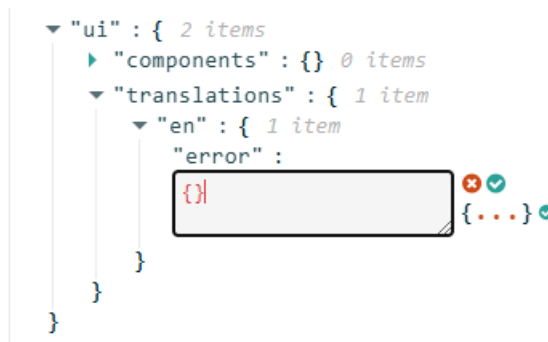 "ui" : { 2 items
"components" : {} 0 items
"translations" : { 1 item
"en" : { 1 item
"error" :
{}
{...}
}
}
}